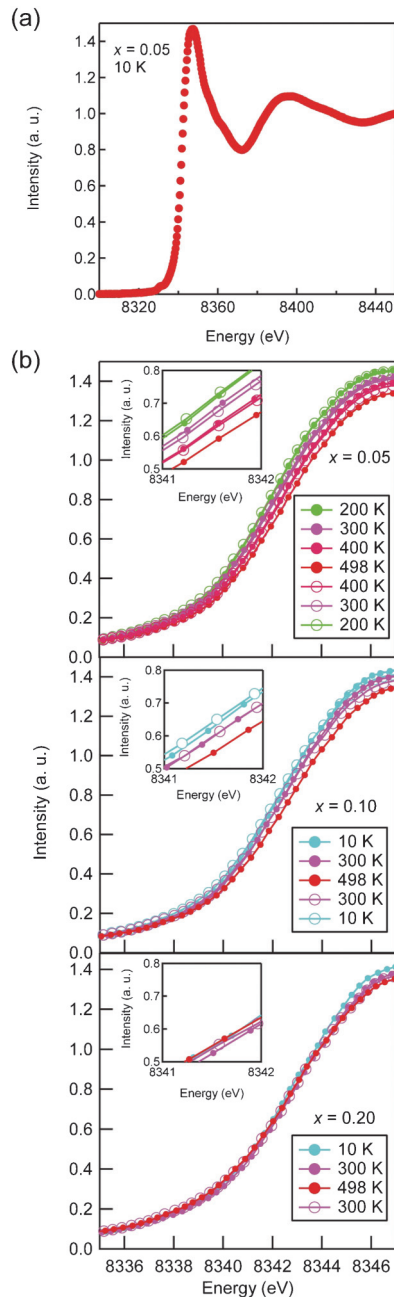 (a)
1.4
1.2
1.0
0.8
0.6
0.4
0.2
0.0
x = 0.05
10 K
Intensity (a. u.)
8320 8360 8400 8440
Energy (eV)
(b)
1.4
1.2
1.0
0.8
0.6
0.4
0.2
0.0
Intensity (a. u.)
0.8
0.7
0.6
0.5
8341 8342
Energy (eV)
x = 0.05
200 K
300 K
400 K
498 K
400 K
300 K
200 K
1.4
1.2
1.0
0.8
0.6
0.4
0.2
0.0
Intensity (a. u.)
Intensity (a. u.)
0.8
0.7
0.6
0.5
8341 8342
Energy (eV)
x = 0.10
10 K
300 K
498 K
300 K
10 K
1.4
1.2
1.0
0.8
0.6
0.4
0.2
0.0
Intensity (a. u.)
0.8
0.7
0.6
0.5
8341 8342
Energy (eV)
x = 0.20
10 K
300 K
498 K
300 K
8336 8338 8340 8342 8344 8346
Energy (eV)